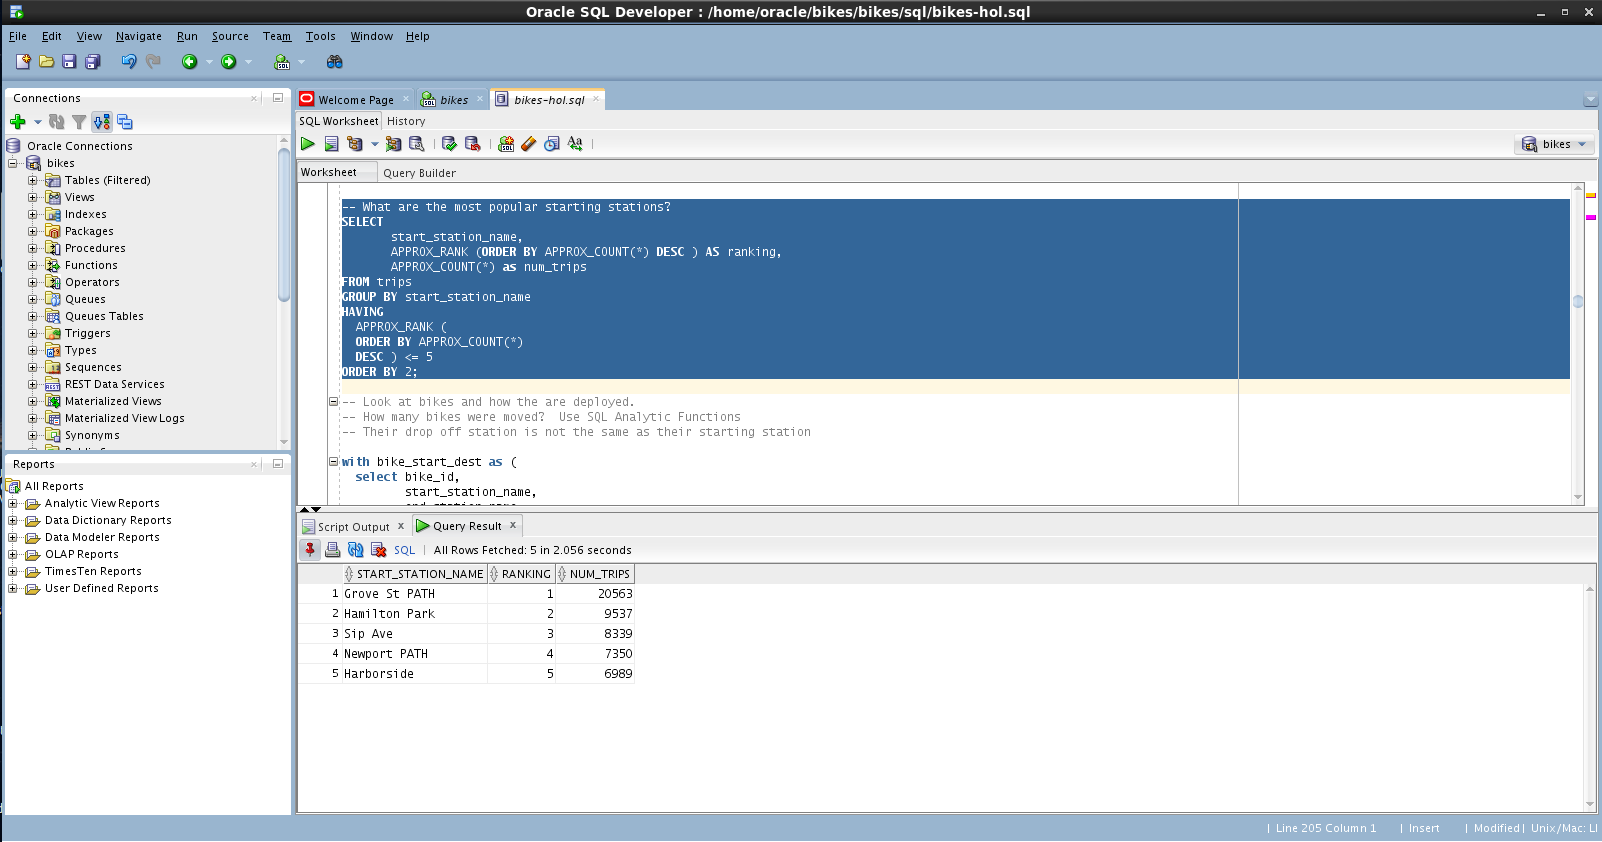 Oracle SQL Developer : /home/oracle/bikes/bikes/sql/bikes-hol.sql
File Edit View Navigate Run Source Team Tools Window Help
Connections
Oracle Connections
bikes
Tables (Filtered)
Views
Indexes
Packages
Procedures
Functions
Operators
Queues
Queues Tables
Triggers
Types
Sequences
REST Data Services
Materialized Views
Materialized View Logs
Synonyms
Reports
All Reports
Analytic View Reports
Data Dictionary Reports
Data Modeler Reports
OLAP Reports
TimesTen Reports
User Defined Reports
Welcome Page bikes bikes-hol.sql
SQL Worksheet History
bikes
Worksheet Query Builder
-- What are the most popular starting stations?
SELECT
start_station_name,
APPROX_RANK (ORDER BY APPROX_COUNT(*) DESC ) AS ranking,
APPROX_COUNT(*) as num_trips
FROM trips
GROUP BY start_station_name
HAVING
APPROX_RANK (
ORDER BY APPROX_COUNT(*)
DESC ) <= 5
ORDER BY 2;
-- Look at bikes and how the are deployed.
-- How many bikes were moved?  Use SQL Analytic Functions
-- Their drop off station is not the same as their starting station
with bike_start_dest as (
select bike_id,
start_station_name,
Script Output x Query Result x
SQL | All Rows Fetched: 5 in 2.056 seconds
START_STATION_NAME RANKING NUM_TRIPS
1 Grove St PATH 1 20563
2 Hamilton Park 2 9537
3 Sip Ave 3 8339
4 Newport PATH 4 7350
5 Harborside 5 6989
| Line 205 Column 1 | Insert | Modified | Unix/Mac: LI